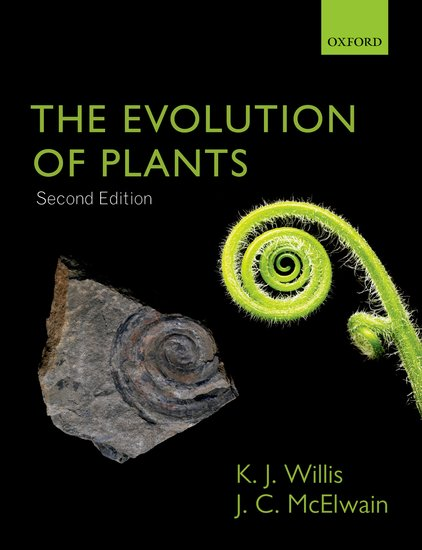 OXFORD
THE EVOLUTION
OF PLANTS
Second Edition
K. J. Willis
J. C. McElwain